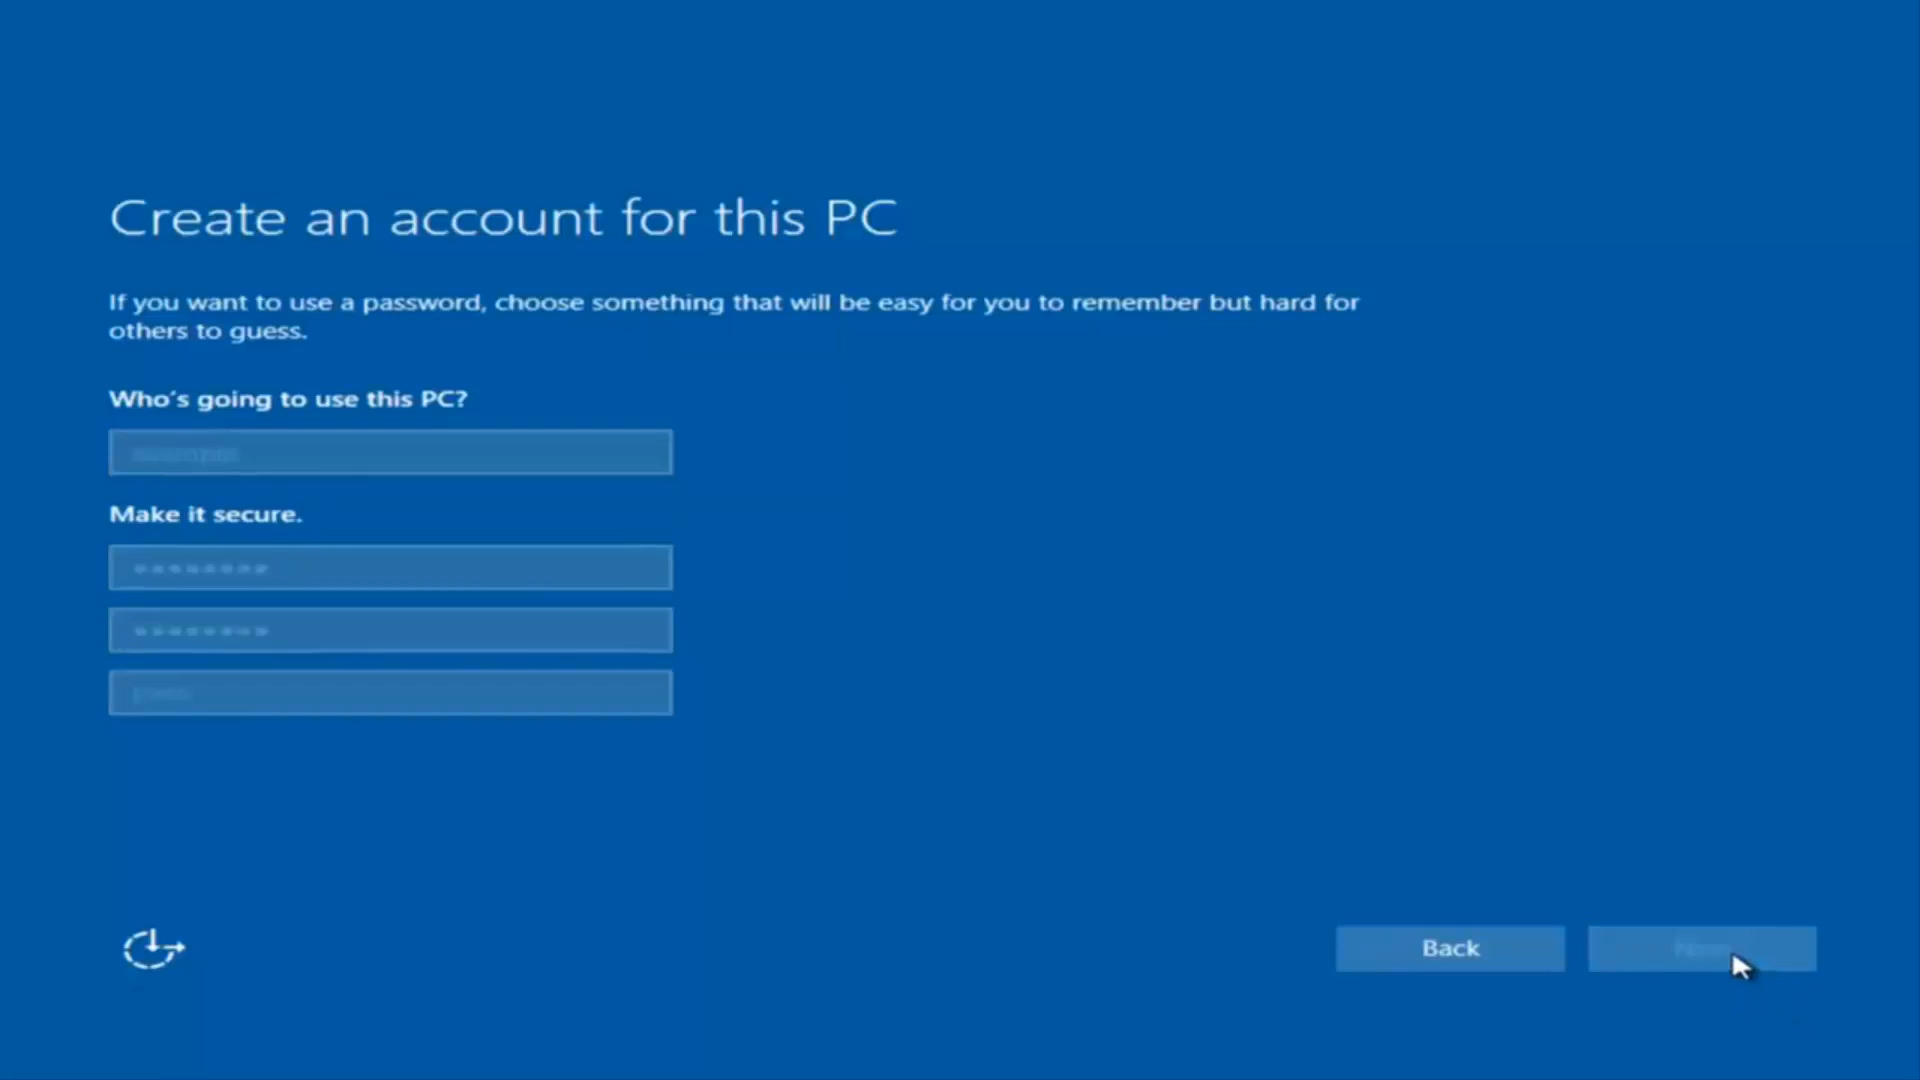 Create an account for this PC
If you want to use a password, choose something that will be easy for you to remember but hard for
others to guess.
Who's going to use this PC?
Make it secure.
Back